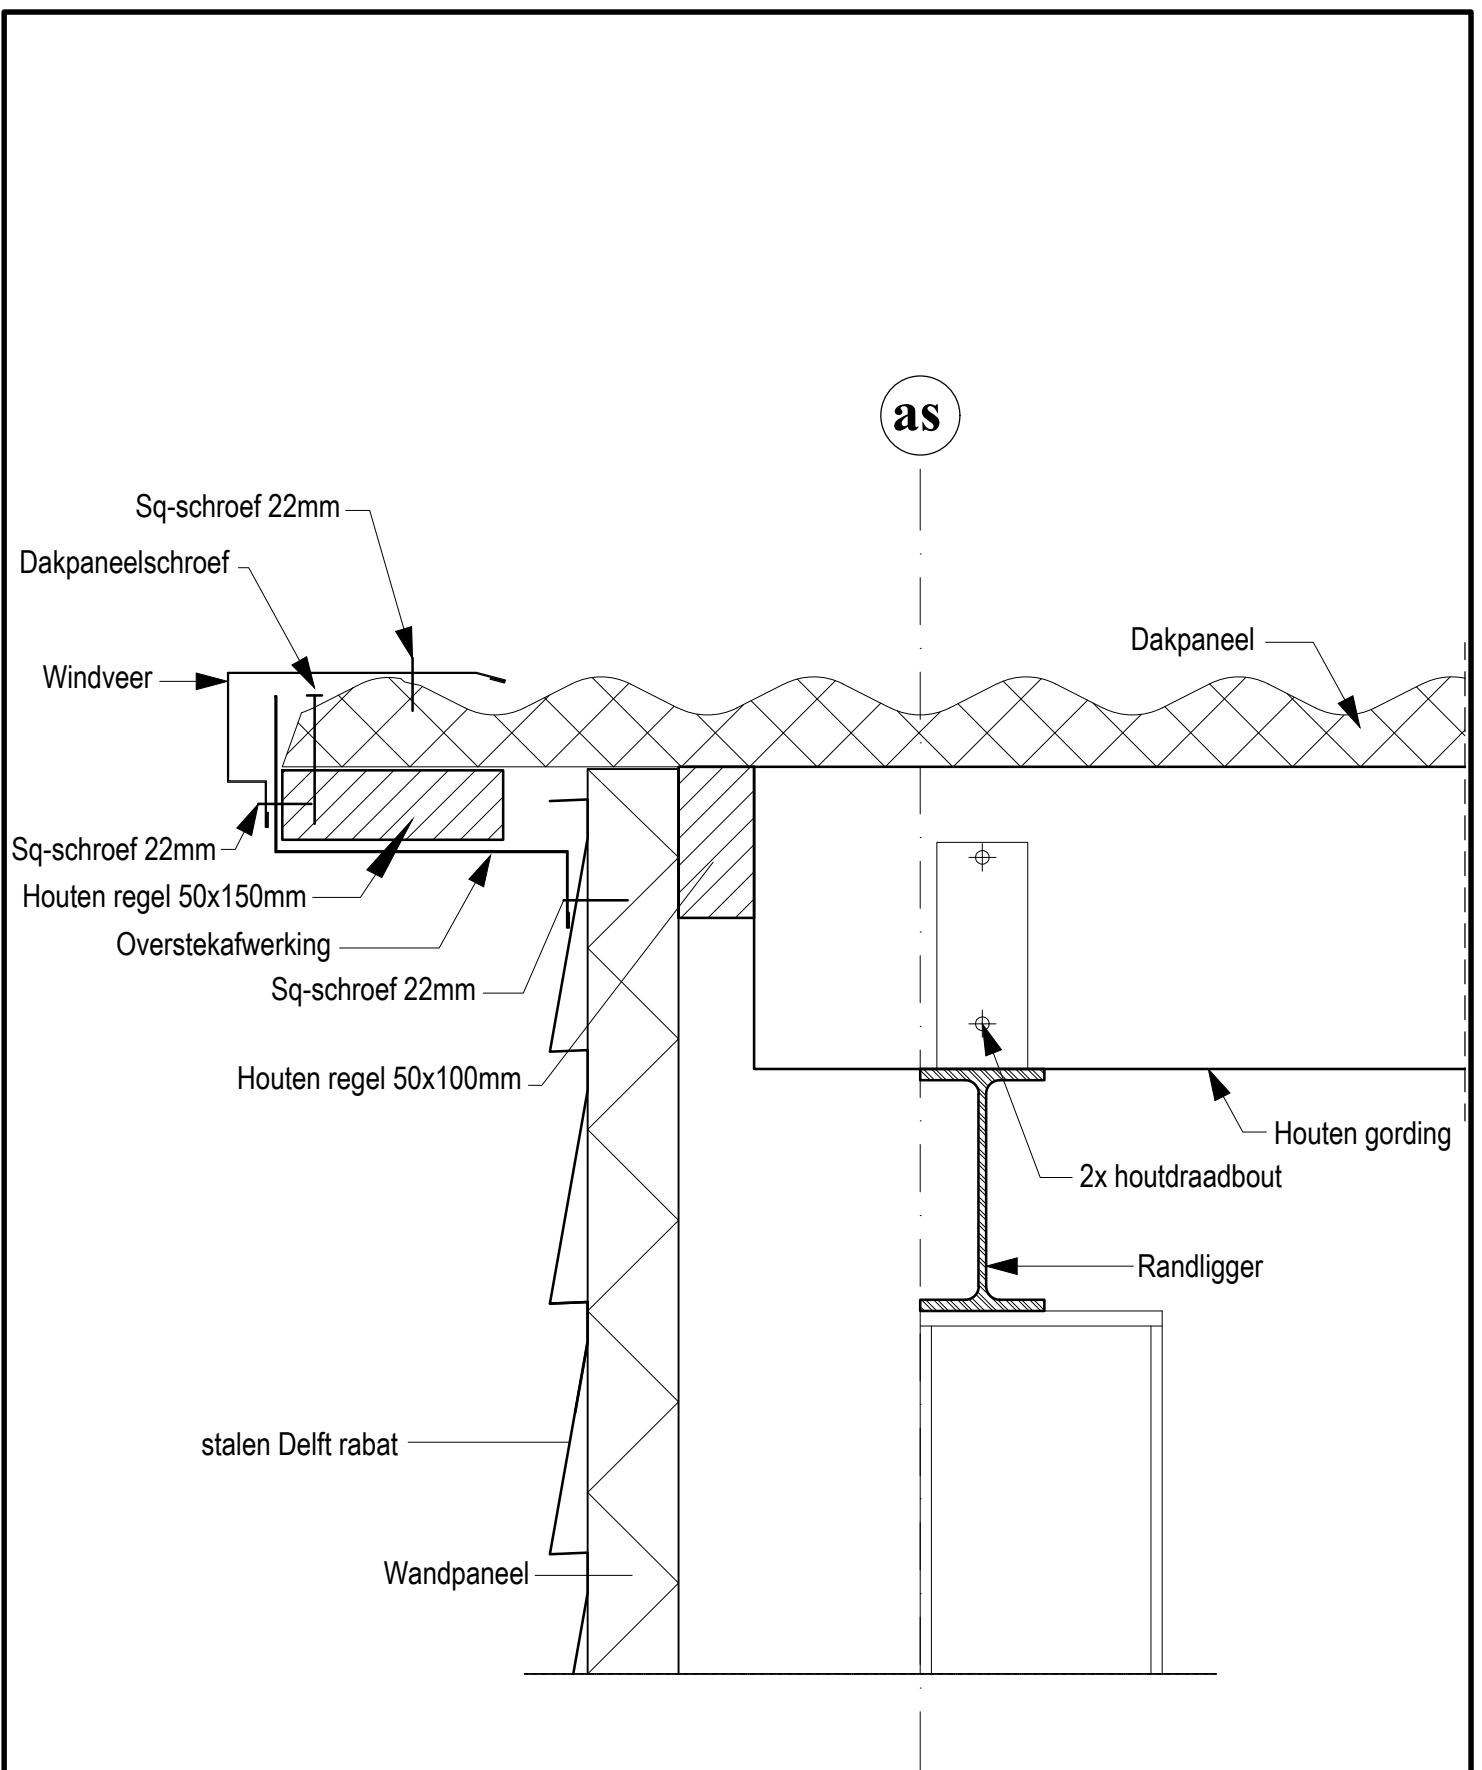 as
Sq-schroef 22mm
Dakpaneelschroef
Dakpaneel
Windveer
Sq-schroef 22mm
Houten regel 50x150mm
Overstekafwerking
Sq-schroef 22mm
Houten regel 50x100mm
Houten gording
2x houtdraadbout
Randligger
stalen Delft rabat
Wandpaneel